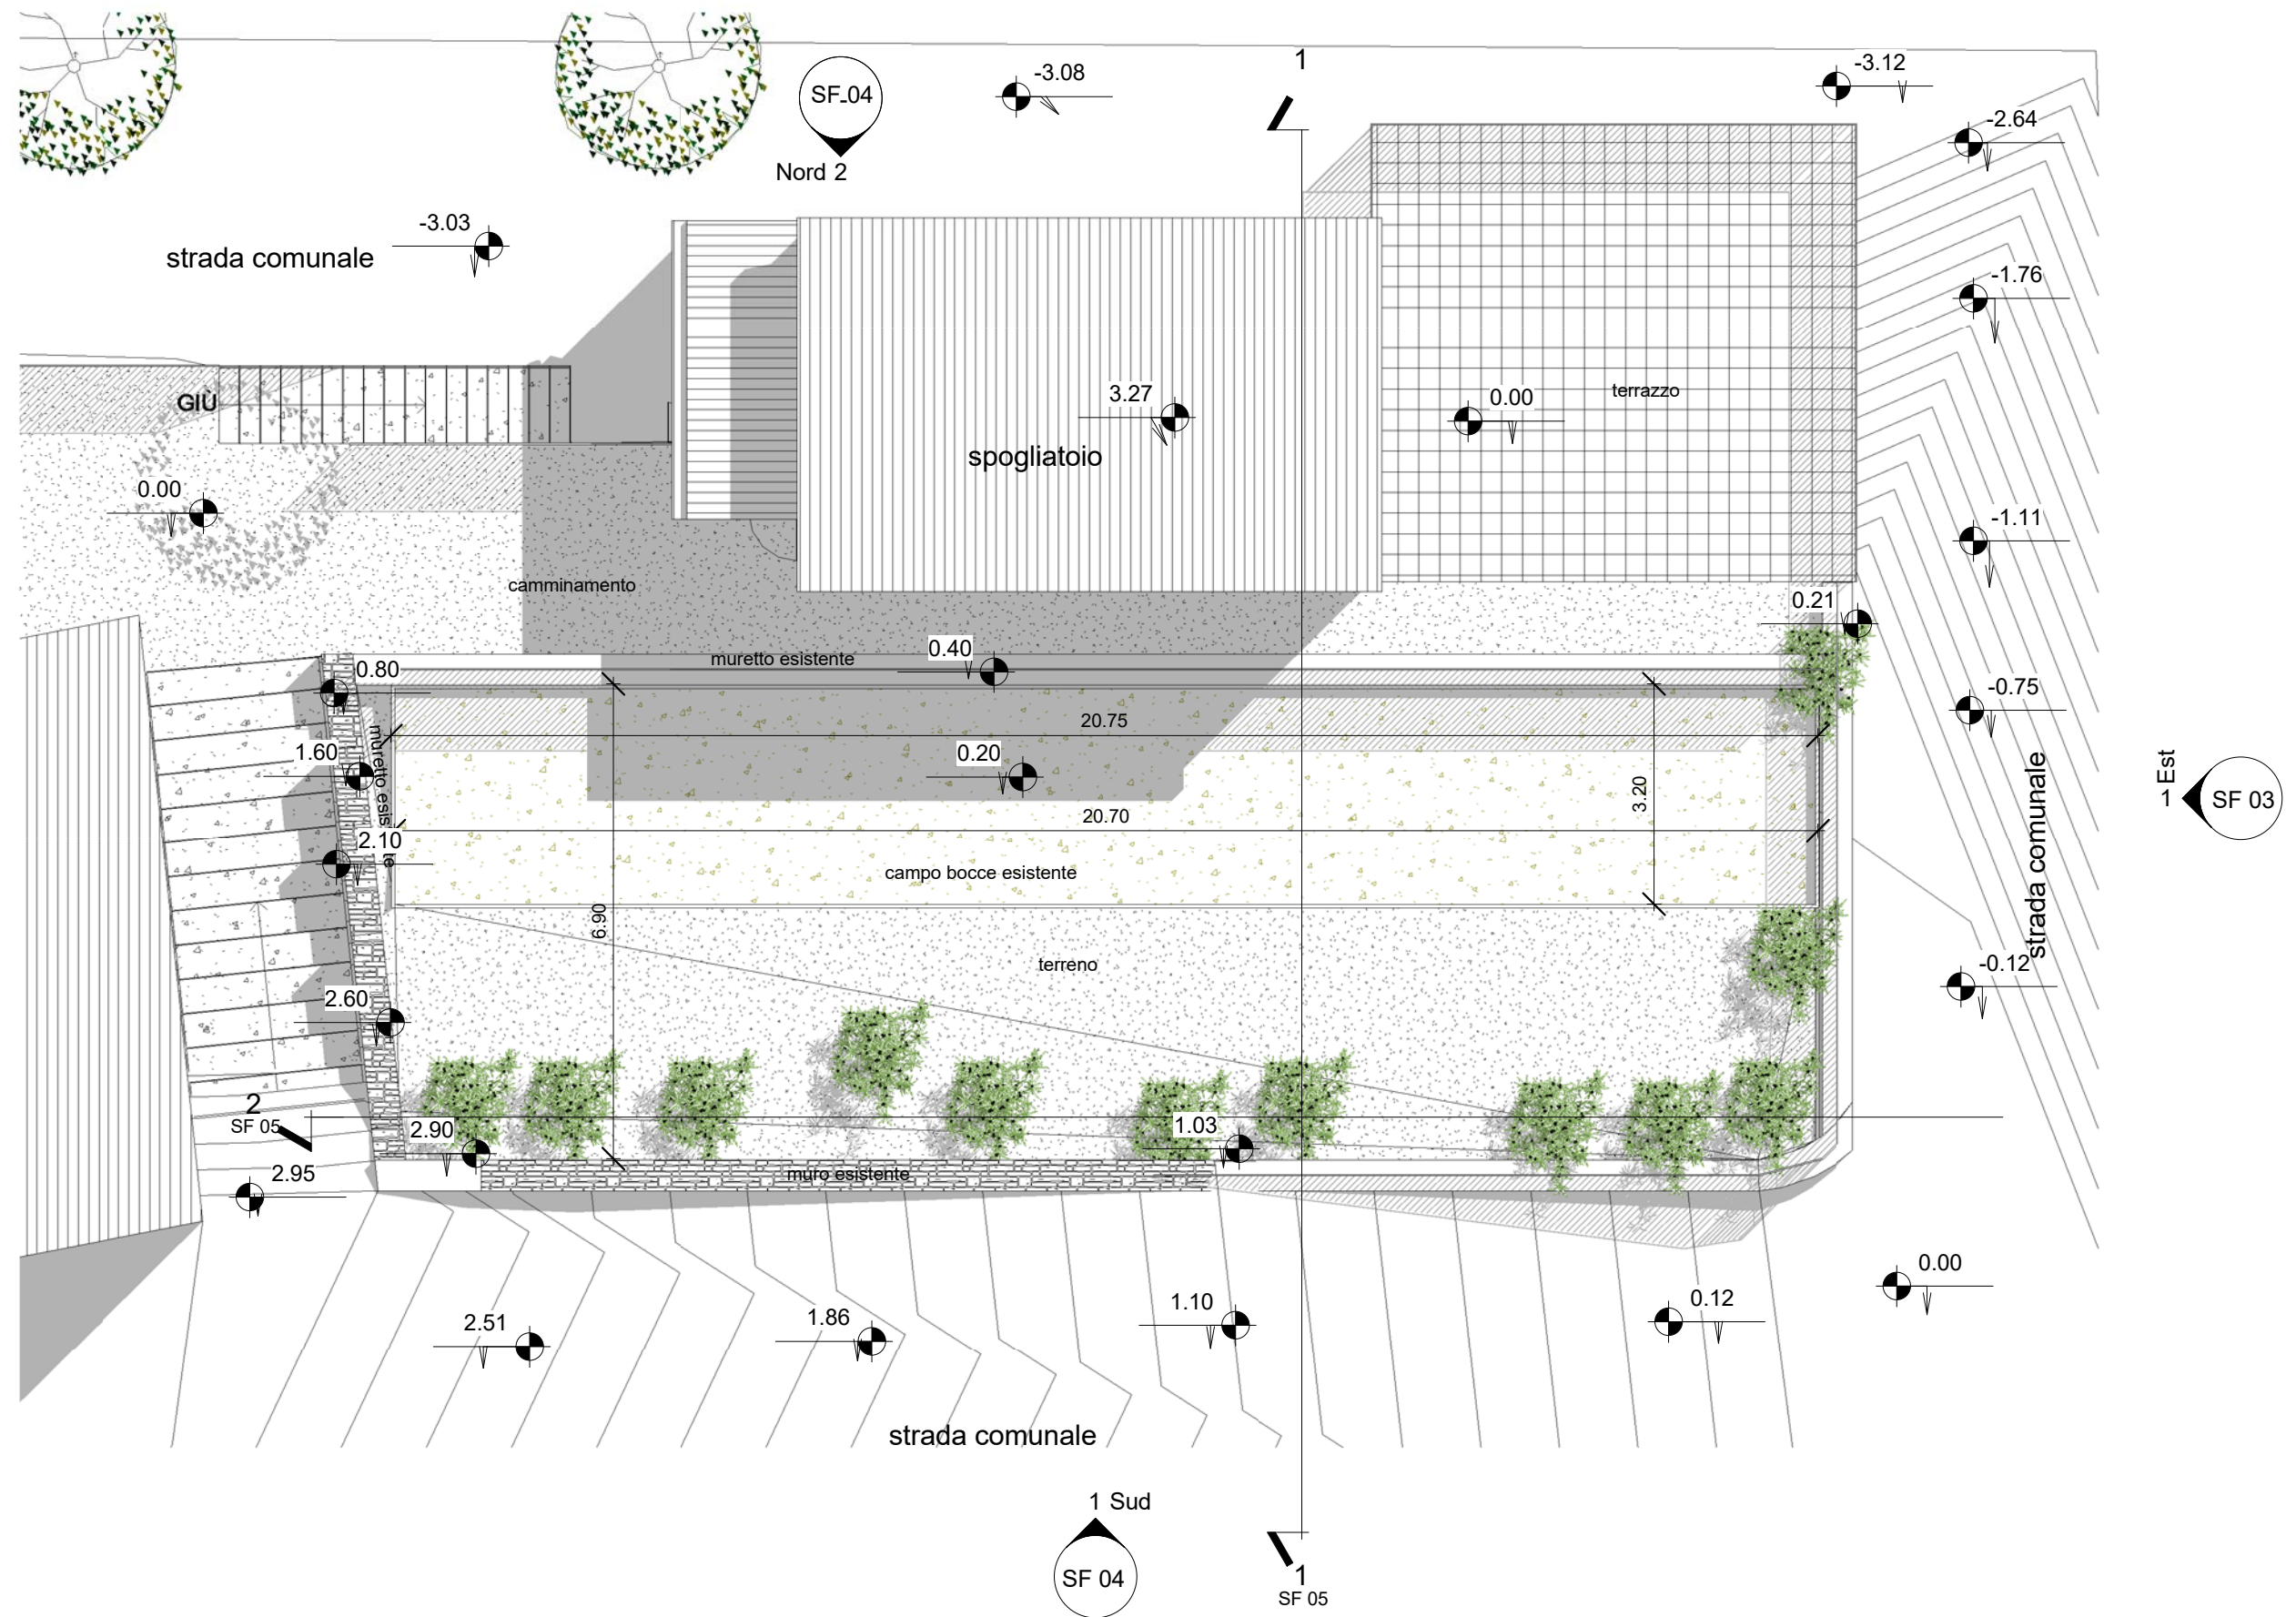 1
-3.08
-3.12
SF 04
-2.64
Nord 2
-3.03
strada comunale
-1.76
3.27
0.00
terrazzo
GIÙ
spogliatoio
0.00
-1.11
camminamento
0.21
0.40
muretto esistente
0.80
-0.75
20.75
1.60
0.20
muretto esistente
3.20
strada comunale
1 Est
SF 03
20.70
2.10
campo bocce esistente
6.90
terreno
-0.12
2.60
2
SF 05
2.90
1.03
2.95
muro esistente
0.00
2.51
1.86
1.10
0.12
strada comunale
1 Sud
SF 04
1
SF 05